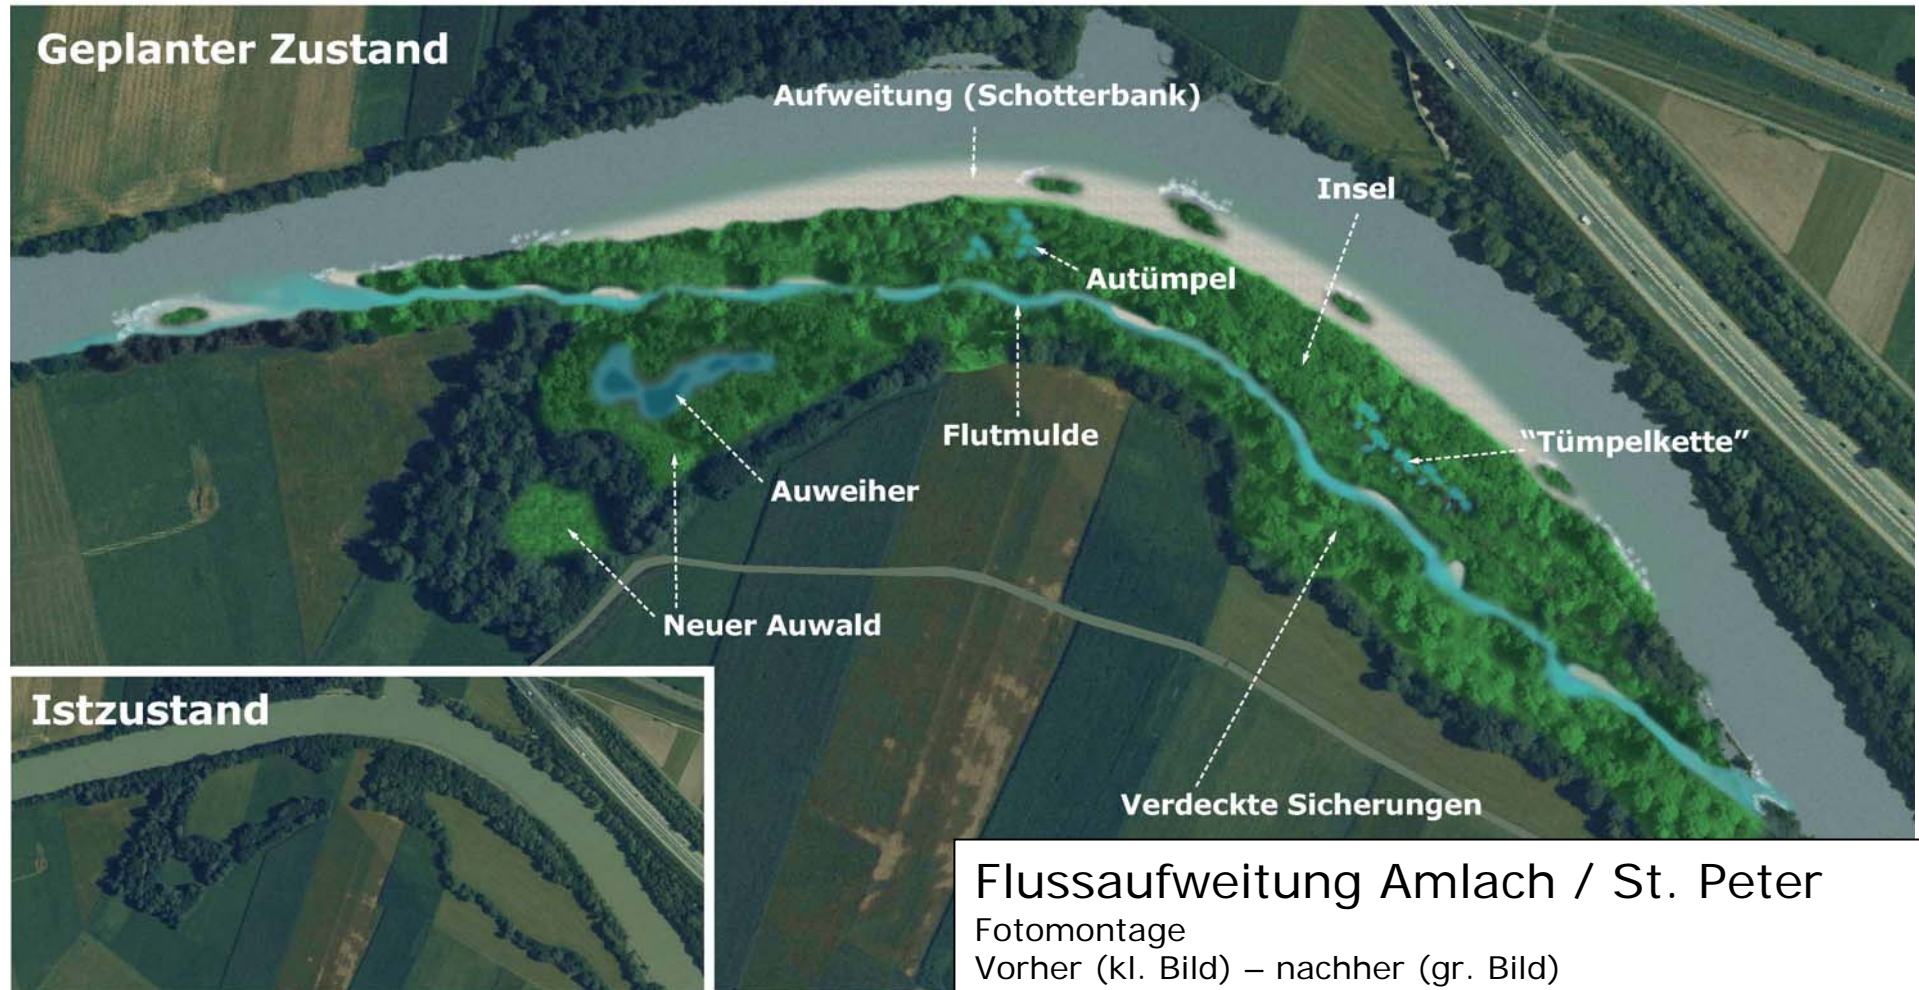 Geplanter Zustand
Aufweitung (Schotterbank)
Insel
Autümpel
Flutmulde
“Tümpelkette”
Auweiher
Neuer Auwald
Istzustand
Verdeckte Sicherungen
Flussaufweitung Amlach / St. Peter
Fotomontage
Vorher (kl. Bild) – nachher (gr. Bild)